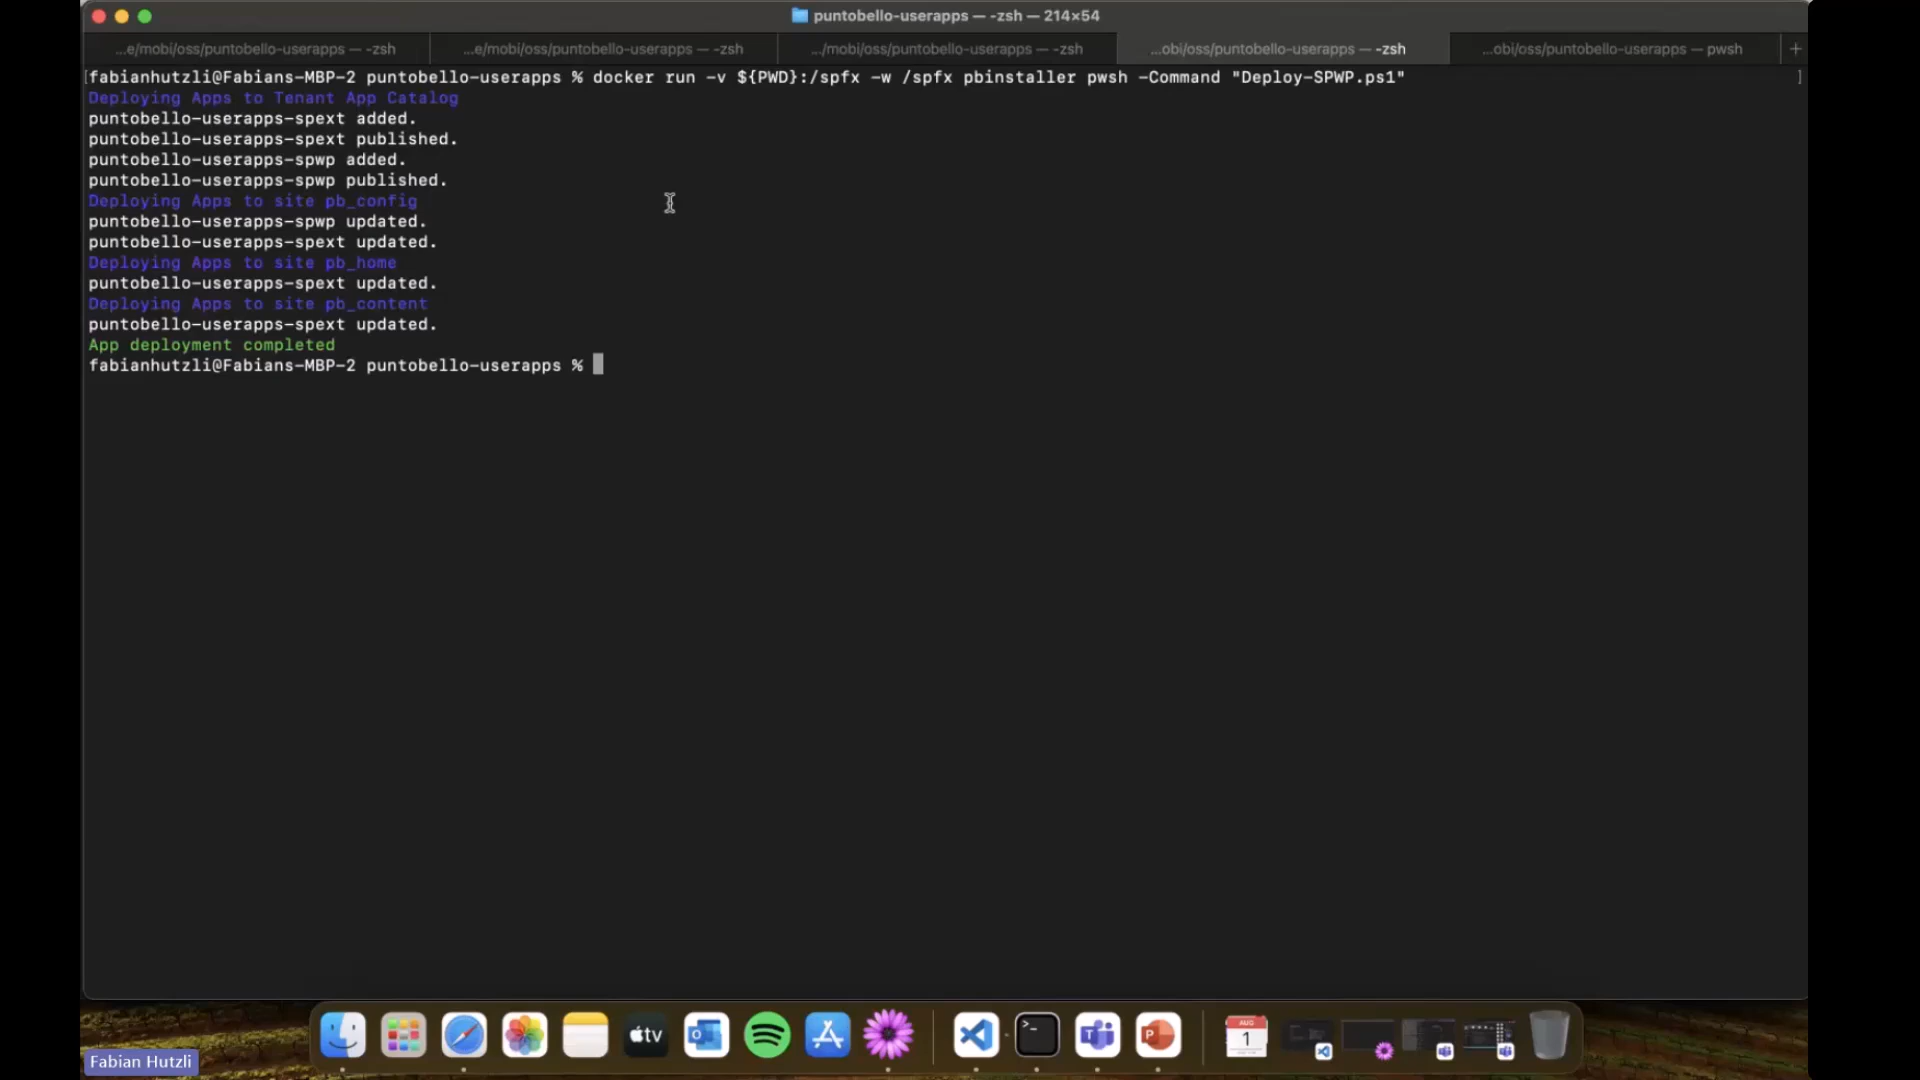 puntobello-userapps — -zsh — 214×54
...e/mobi/oss/puntobello-userapps — -zsh
...e/mobi/oss/puntobello-userapps — -zsh
.../mobi/oss/puntobello-userapps — -zsh
...obi/oss/puntobello-userapps — -zsh
...obi/oss/puntobello-userapps — pwsh
+
[fabianhutzli@Fabians-MBP-2 puntobello-userapps % docker run -v ${PWD}:/spfx -w /spfx pbinstaller pwsh -Command "Deploy-SPWP.ps1" ]
Deploying Apps to Tenant App Catalog
puntobello-userapps-spext added.
puntobello-userapps-spext published.
puntobello-userapps-spwp added.
puntobello-userapps-spwp published.
Deploying Apps to site pb_config
puntobello-userapps-spwp updated.
puntobello-userapps-spext updated.
Deploying Apps to site pb_home
puntobello-userapps-spext updated.
Deploying Apps to site pb_content
puntobello-userapps-spext updated.
App deployment completed
fabianhutzli@Fabians-MBP-2 puntobello-userapps %
tv
AUG
1
Fabian Hutzli